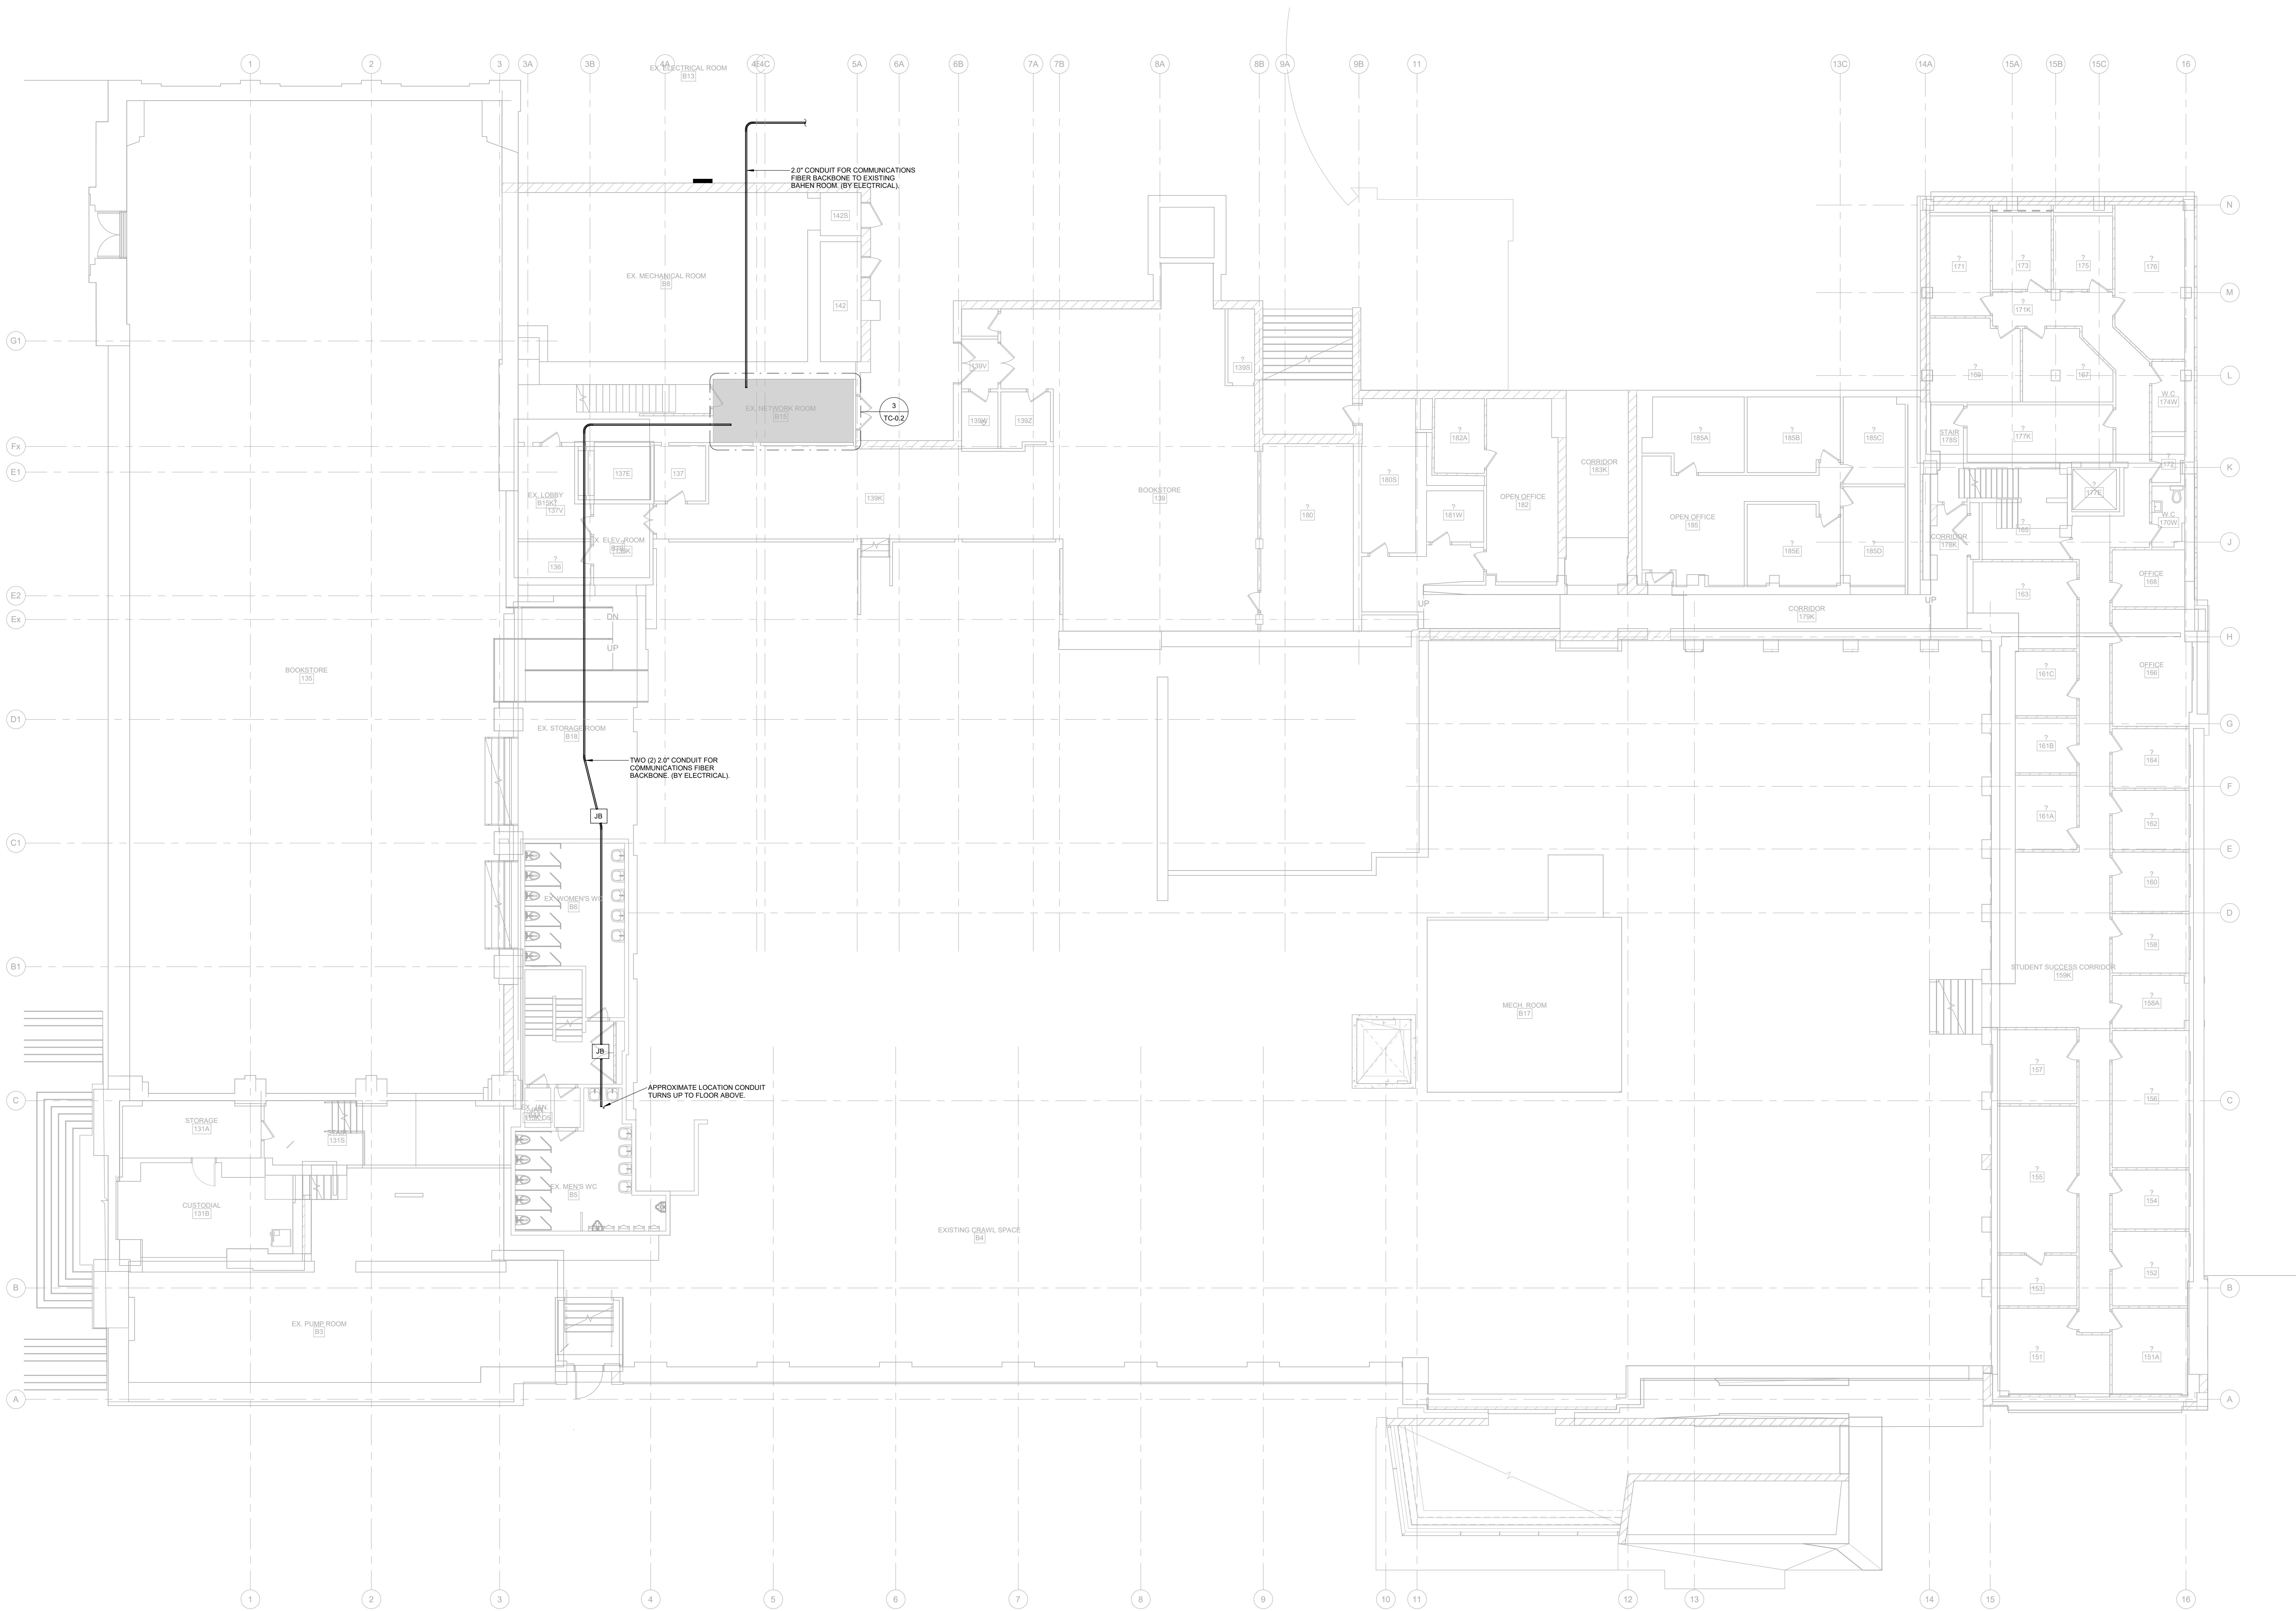 1
2
3
3A
3B
4A
4C
5A
6A
6B
7A
7B
8A
8B
9A
9B
11
13C
14A
15A
15B
15C
16
EX. ELECTRICAL ROOM
B13
2.0" CONDUIT FOR COMMUNICATIONS
FIBER BACKBONE TO EXISTING
BAHEN ROOM. (BY ELECTRICAL).
142S
EX. MECHANICAL ROOM
B8
142
N
?
171
?
173
?
175
?
176
M
?
171K
G1
139V
?
139S
EX. NETWORK ROOM
B15
3
TC-0.2
139W
139Z
L
?
169
?
167
W.C
174W
Fx
E1
137E
137
?
182A
185A
185B
185C
STAIR
178S
?
177K
K
CORRIDOR
183K
?
172
EX. LOBBY
B15K
?
137V
139K
BOOKSTORE
139
?
180S
OPEN OFFICE
182
?
177E
?
180
?
181W
OPEN OFFICE
185
?
185E
185D
?
165
W.C
170W
EX. ELEV. ROOM
CORRIDOR
178K
J
?
136
E2
OFFICE
168
?
163
Ex
DN
UP
UP
UP
CORRIDOR
179K
H
UP
BOOKSTORE
135
?
161C
OFFICE
166
D1
EX. STORAGE ROOM
B18
G
?
161B
?
164
TWO (2) 2.0" CONDUIT FOR
COMMUNICATIONS FIBER
BACKBONE. (BY ELECTRICAL).
F
JB
?
161A
?
162
C1
E
?
160
EX. WOMEN'S WC
B6
D
?
158
B1
STUDENT SUCCESS CORRIDOR
159K
MECH. ROOM
B17
?
158A
JB
?
157
APPROXIMATE LOCATION CONDUIT
TURNS UP TO FLOOR ABOVE.
C
EX. JAN
?
156
C
STORAGE
131A
131S
EX. MEN'S WC
B5
?
155
?
154
CUSTODIAL
131B
EXISTING CRAWL SPACE
B4
?
152
B
?
153
B
EX. PUMP ROOM
B3
?
151
?
151A
A
A
1
2
3
4
5
6
7
8
9
10
11
12
13
14
15
16